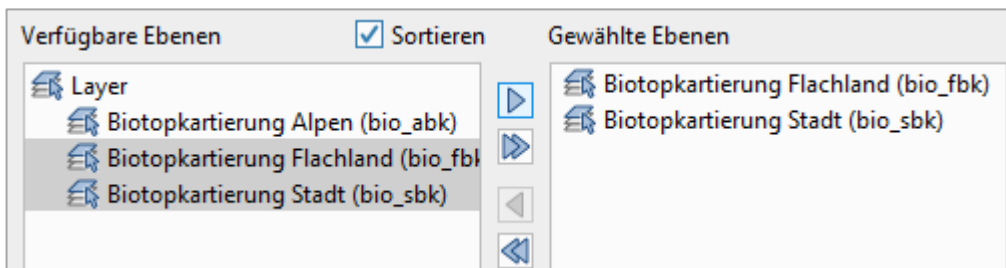 Verfügbare Ebenen
Sortieren
Gewählte Ebenen
Layer
Biotopkartierung Alpen (bio_abk)
Biotopkartierung Flachland (bio_fbk
Biotopkartierung Stadt (bio_sbk)
Biotopkartierung Flachland (bio_fbk)
Biotopkartierung Stadt (bio_sbk)